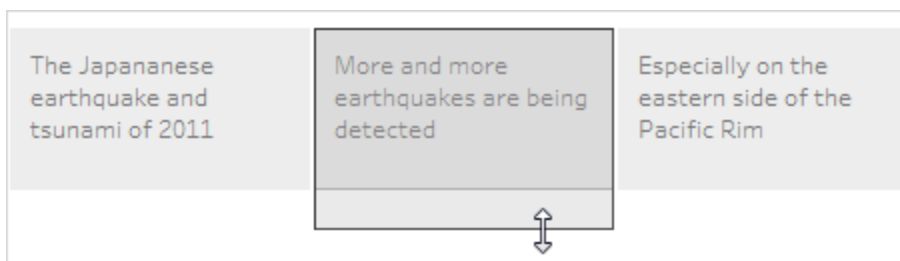 The Japananese
earthquake and
tsunami of 2011
More and more
earthquakes are being
detected
Especially on the
eastern side of the
Pacific Rim